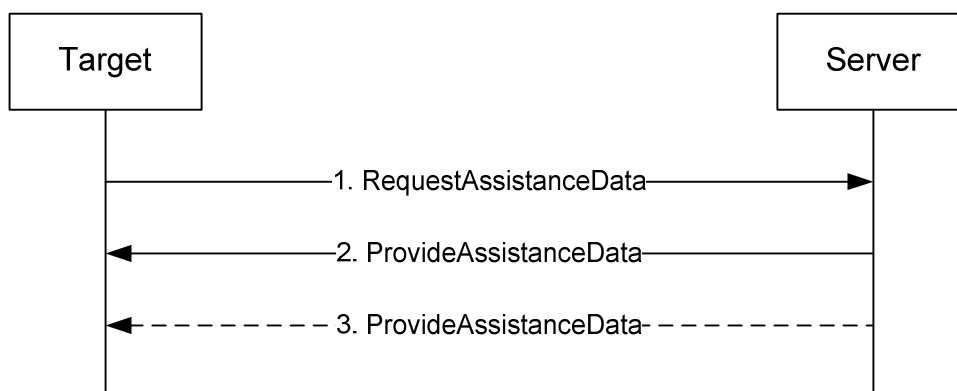 Target
Server
1. RequestAssistanceData
2. ProvideAssistanceData
3. ProvideAssistanceData